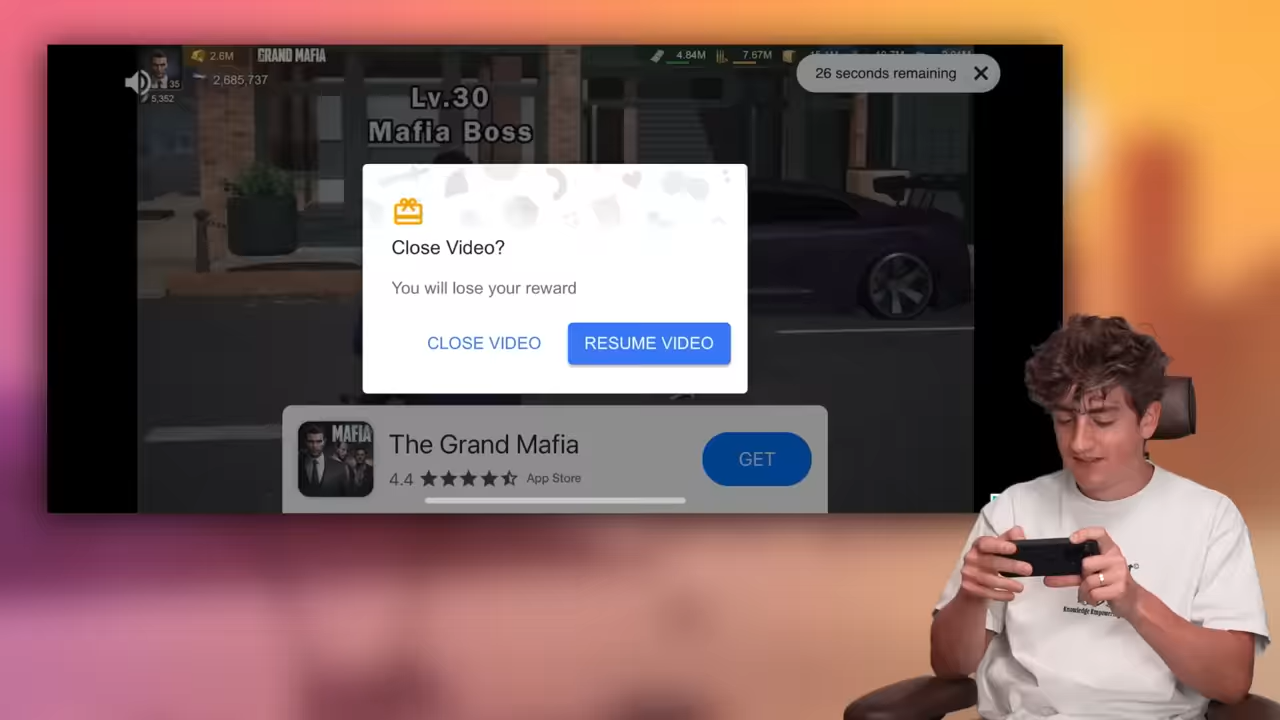 2.6M
GRAND MAFIA
4.84M
7.67M
35
2,685,737
5,352
26 seconds remaining
Lv.30
Mafia Boss
Close Video?
You will lose your reward
CLOSE VIDEO
RESUME VIDEO
MAFIA
The Grand Mafia
GET
4.4
App Store
Knowledge